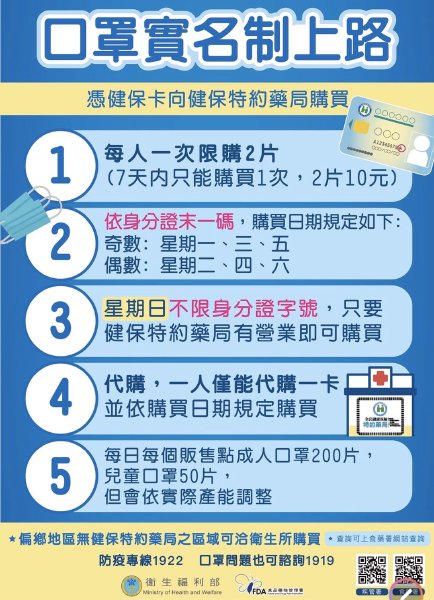 口罩實名制上路
憑健保卡向健保特約藥局購買
1
每人一次限購2片
(7天內只能購買1次，2片10元)
2
依身分證末一碼，購買日期規定如下:
奇數: 星期一、三、五
偶數: 星期二、四、六
3
星期日不限身分證字號，只要
健保特約藥局有營業即可購買
4
代購，一人僅能代購一卡
並依購買日期規定購買
特約藥局
5
每日每個販售點成人口罩200片，
兒童口罩50片，
但會依實際產能調整
★偏鄉地區無健保特約藥局之區域可洽衛生所購買
★查詢可上食藥署網站查詢
防疫專線1922 口罩問題也可諮詢1919
衛生福利部
Ministry of Health and Welfare
FDA 食品藥物管理署
疾管署